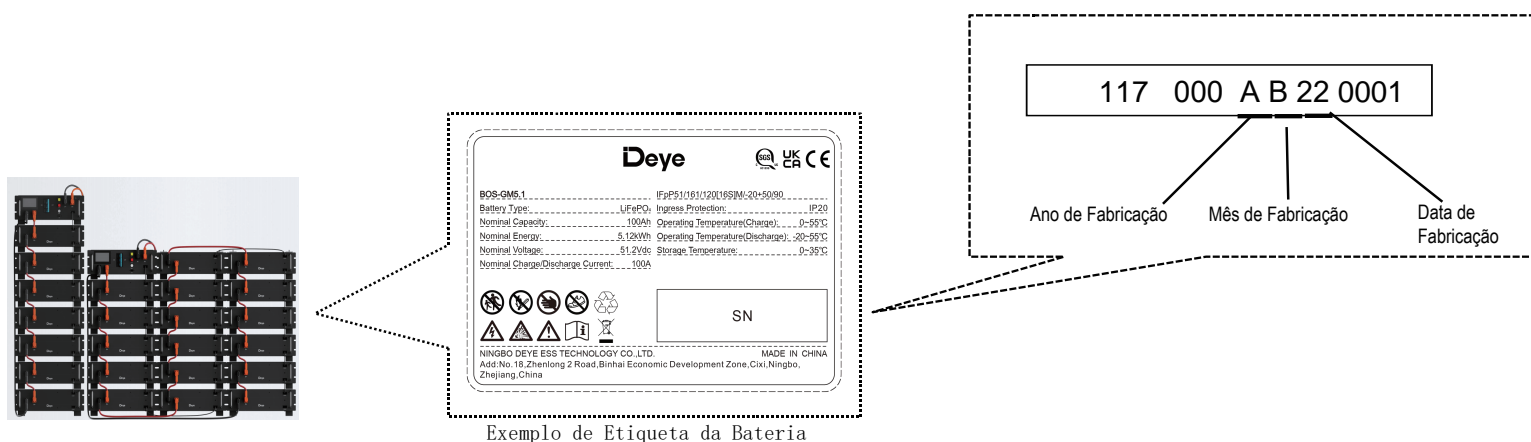 Deye
SGS UK CA CE
BOS-GM5.1 IFpP51/161/120[16S]M/-20+50/90
Battery Type: LiFePO₄ Ingress Protection: IP20
Nominal Capacity: 100Ah Operating Temperature(Charge): 0~55℃
Nominal Energy: 5.12kWh Operating Temperature(Discharge): -20~55℃
Nominal Voltage: 51.2Vdc Storage Temperature: 0~35℃
Nominal Charge/Discharge Current: 100A
SN
NINGBO DEYE ESS TECHNOLOGY CO.,LTD. MADE IN CHINA
Add:No.18,Zhenlong 2 Road,Binhai Economic Development Zone,Cixi,Ningbo,
Zhejiang,China
Exemplo de Etiqueta da Bateria
117 000 A B 22 0001
Ano de Fabricação
Mês de Fabricação
Data de
Fabricação